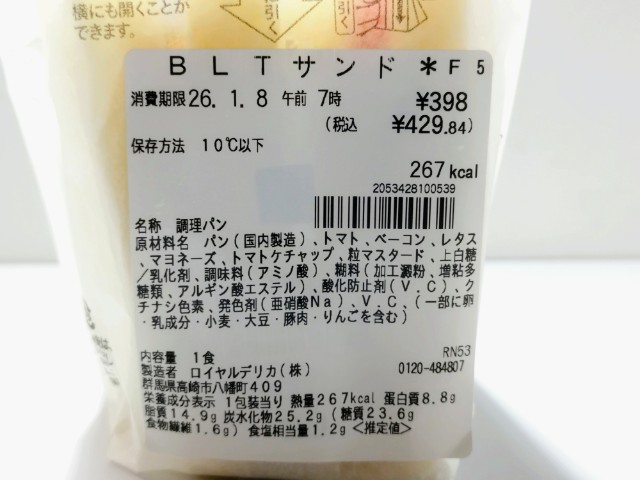 横にも開くことが
できます。
に引く
引く
BLTサンド *F5
消費期限26.1.8 午前 7時 ¥398
(税込 ¥429.84)
保存方法 10℃以下
267kcal
2053428100539
名称 調理パン
原材料名 パン(国内製造)、トマト、ベーコン、レタス
、マヨネーズ、トマトケチャップ、粒マスタード、上白糖
/乳化剤、調味料(アミノ酸)、糊料(加工澱粉、増粘多
糖類、アルギン酸エステル)、酸化防止剤(V.C)、ク
チナシ色素、発色剤(亜硝酸Na)、V.C、(一部に卵
・乳成分・小麦・大豆・豚肉・りんごを含む)
内容量 1食 RN53
製造者 ロイヤルデリカ(株) 0120-484807
群馬県高崎市八幡町409
栄養成分表示 1包装当り 熱量267kcal 蛋白質8.8g
脂質14.9g 炭水化物25.2g (糖質23.6g
食物繊維1.6g) 食塩相当量1.2g <推定値>